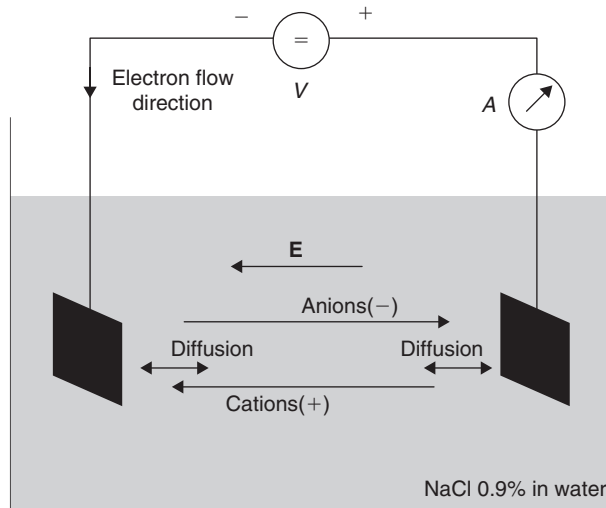 − = +
V
Electron flow
direction
A
E
Anions(−)
Diffusion Diffusion
Cations(+)
NaCl 0.9% in water